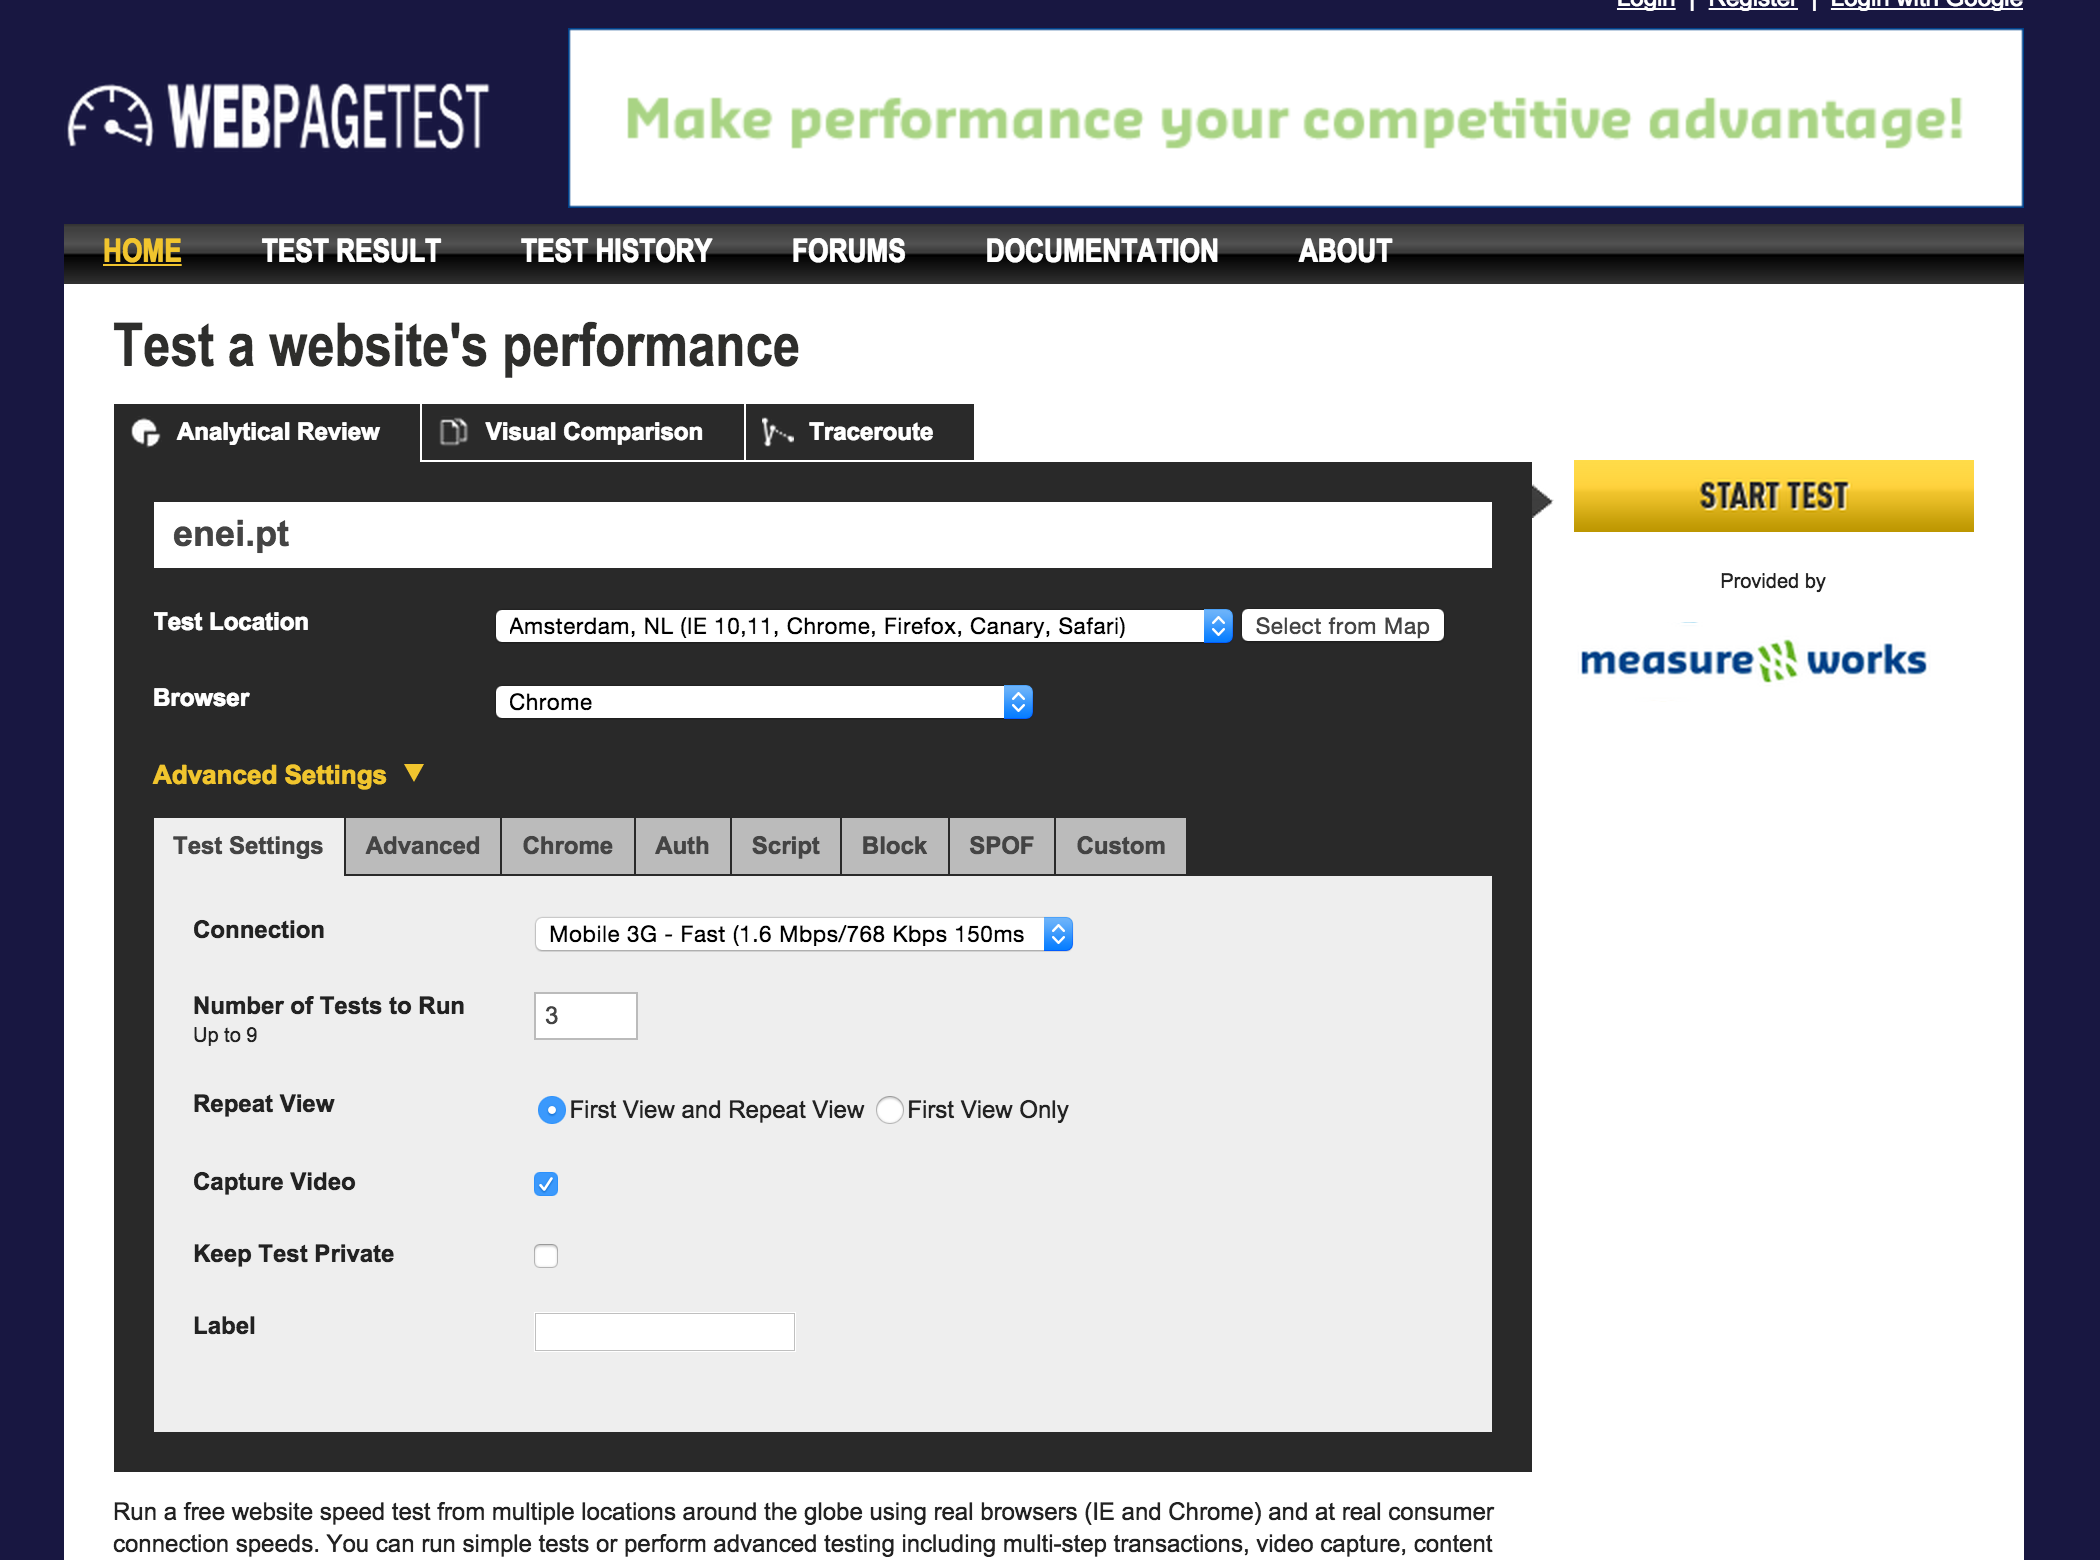 Login | Register | Login with Google
WEBPAGETEST
Make performance your competitive advantage!
HOME TEST RESULT TEST HISTORY FORUMS DOCUMENTATION ABOUT
Test a website's performance
Analytical Review Visual Comparison Traceroute
enei.pt
START TEST
Provided by
measure works
Test Location Amsterdam, NL (IE 10,11, Chrome, Firefox, Canary, Safari) Select from Map
Browser Chrome
Advanced Settings
Test Settings Advanced Chrome Auth Script Block SPOF Custom
Connection Mobile 3G - Fast (1.6 Mbps/768 Kbps 150ms
Number of Tests to Run 3
Up to 9
Repeat View First View and Repeat View First View Only
Capture Video
Keep Test Private
Label
Run a free website speed test from multiple locations around the globe using real browsers (IE and Chrome) and at real consumer
connection speeds. You can run simple tests or perform advanced testing including multi-step transactions, video capture, content